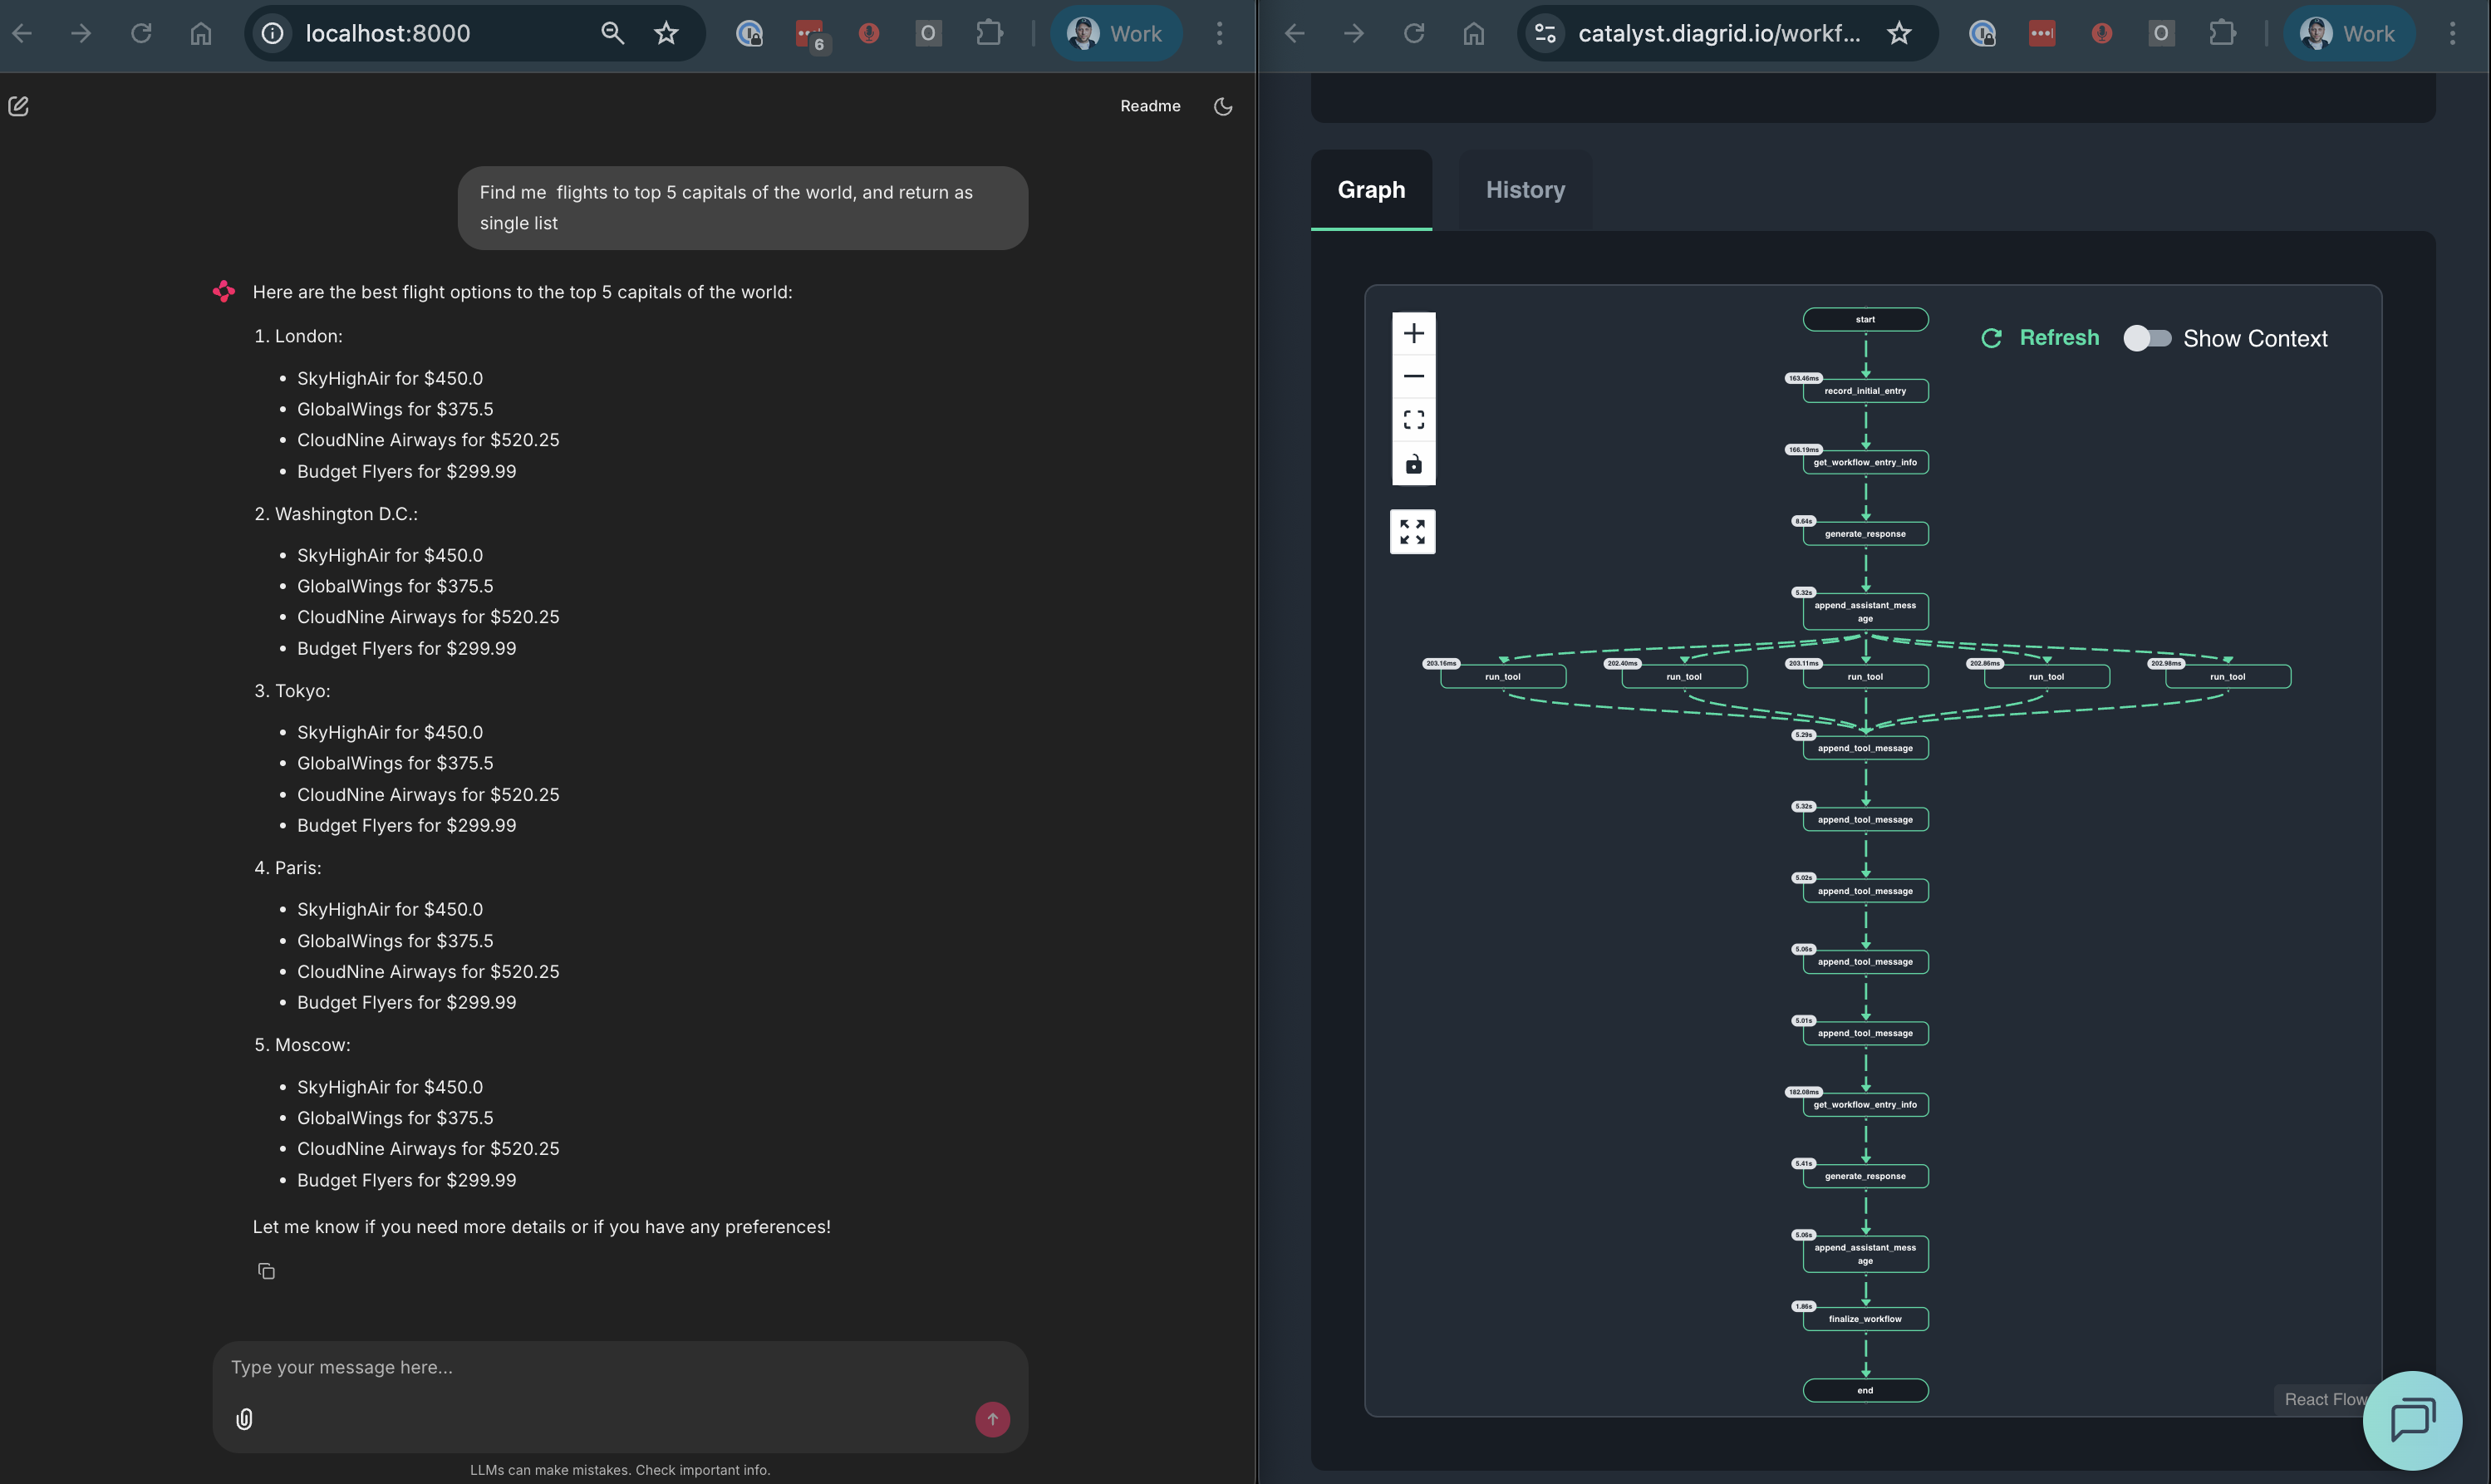 localhost:8000
6
O
Work
catalyst.diagrid.io/workf...
O
Work
Readme
Find me  flights to top 5 capitals of the world, and return as
single list
Here are the best flight options to the top 5 capitals of the world:
1. London:
• SkyHighAir for $450.0
• GlobalWings for $375.5
• CloudNine Airways for $520.25
• Budget Flyers for $299.99
2. Washington D.C.:
• SkyHighAir for $450.0
• GlobalWings for $375.5
• CloudNine Airways for $520.25
• Budget Flyers for $299.99
3. Tokyo:
• SkyHighAir for $450.0
• GlobalWings for $375.5
• CloudNine Airways for $520.25
• Budget Flyers for $299.99
4. Paris:
• SkyHighAir for $450.0
• GlobalWings for $375.5
• CloudNine Airways for $520.25
• Budget Flyers for $299.99
5. Moscow:
• SkyHighAir for $450.0
• GlobalWings for $375.5
• CloudNine Airways for $520.25
• Budget Flyers for $299.99
Let me know if you need more details or if you have any preferences!
Type your message here...
LLMs can make mistakes. Check important info.
Graph
History
Refresh
Show Context
start
163.46ms
record_initial_entry
166.19ms
get_workflow_entry_info
8.64s
generate_response
5.32s
append_assistant_mess
age
203.16ms
run_tool
202.40ms
run_tool
203.11ms
run_tool
202.86ms
run_tool
202.98ms
run_tool
5.29s
append_tool_message
5.32s
append_tool_message
5.02s
append_tool_message
5.06s
append_tool_message
5.01s
append_tool_message
182.08ms
get_workflow_entry_info
5.41s
generate_response
5.06s
append_assistant_mess
age
1.86s
finalize_workflow
end
React Flow